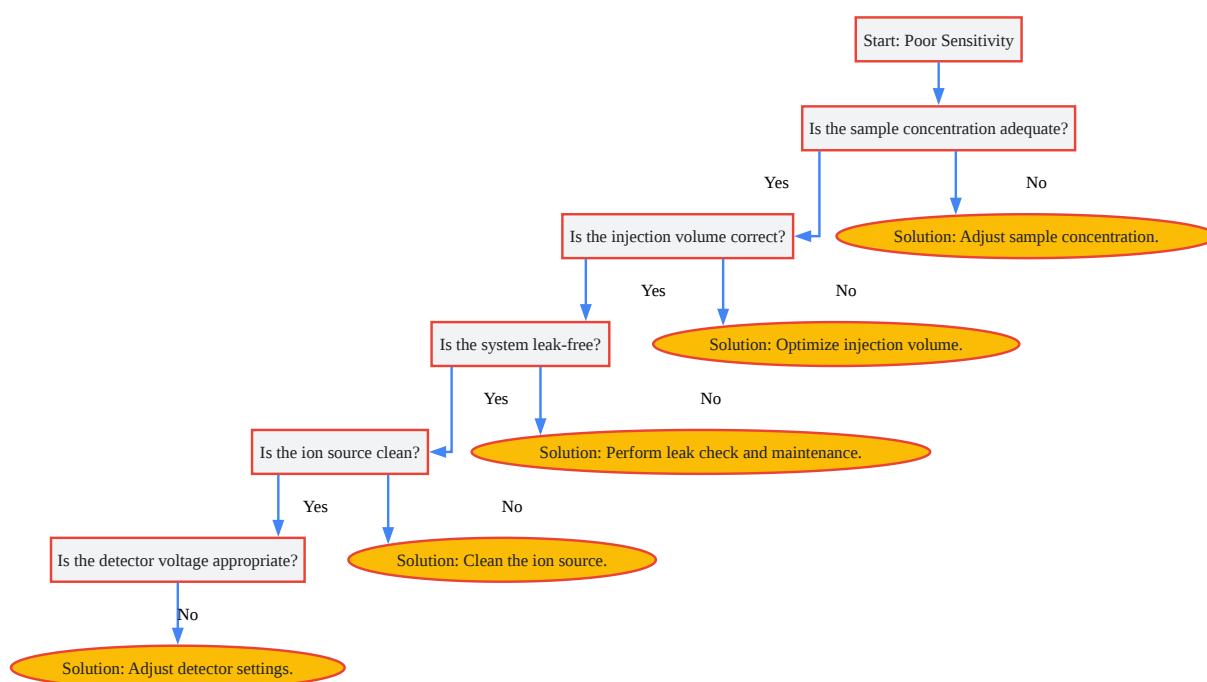 Start: Poor Sensitivity
Is the sample concentration adequate?
Yes
No
Is the injection volume correct?
Solution: Adjust sample concentration.
Yes
No
Is the system leak-free?
Solution: Optimize injection volume.
Yes
No
Is the ion source clean?
Solution: Perform leak check and maintenance.
Yes
No
Is the detector voltage appropriate?
Solution: Clean the ion source.
No
Solution: Adjust detector settings.